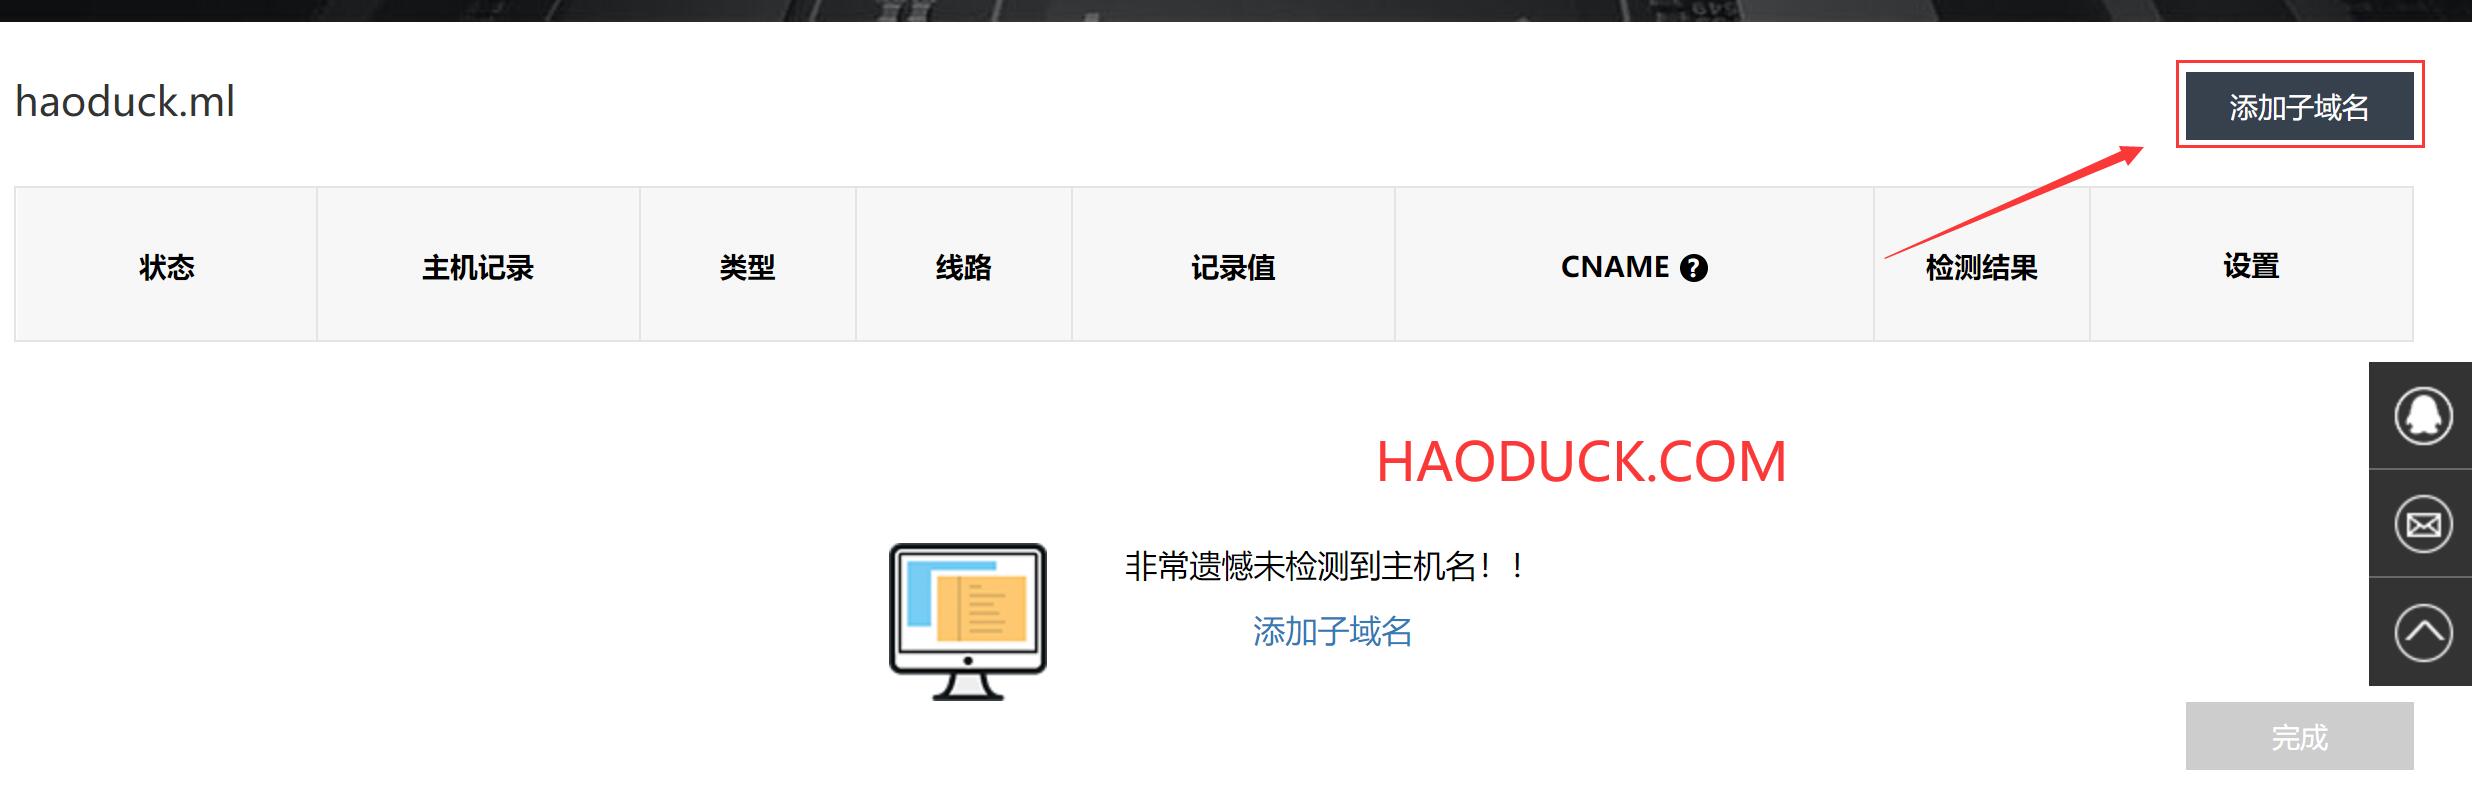 haoduck.ml
添加子域名
状态 主机记录 类型 线路 记录值 CNAME ? 检测结果 设置
HAODUCK.COM
非常遗憾未检测到主机名！！
添加子域名
完成